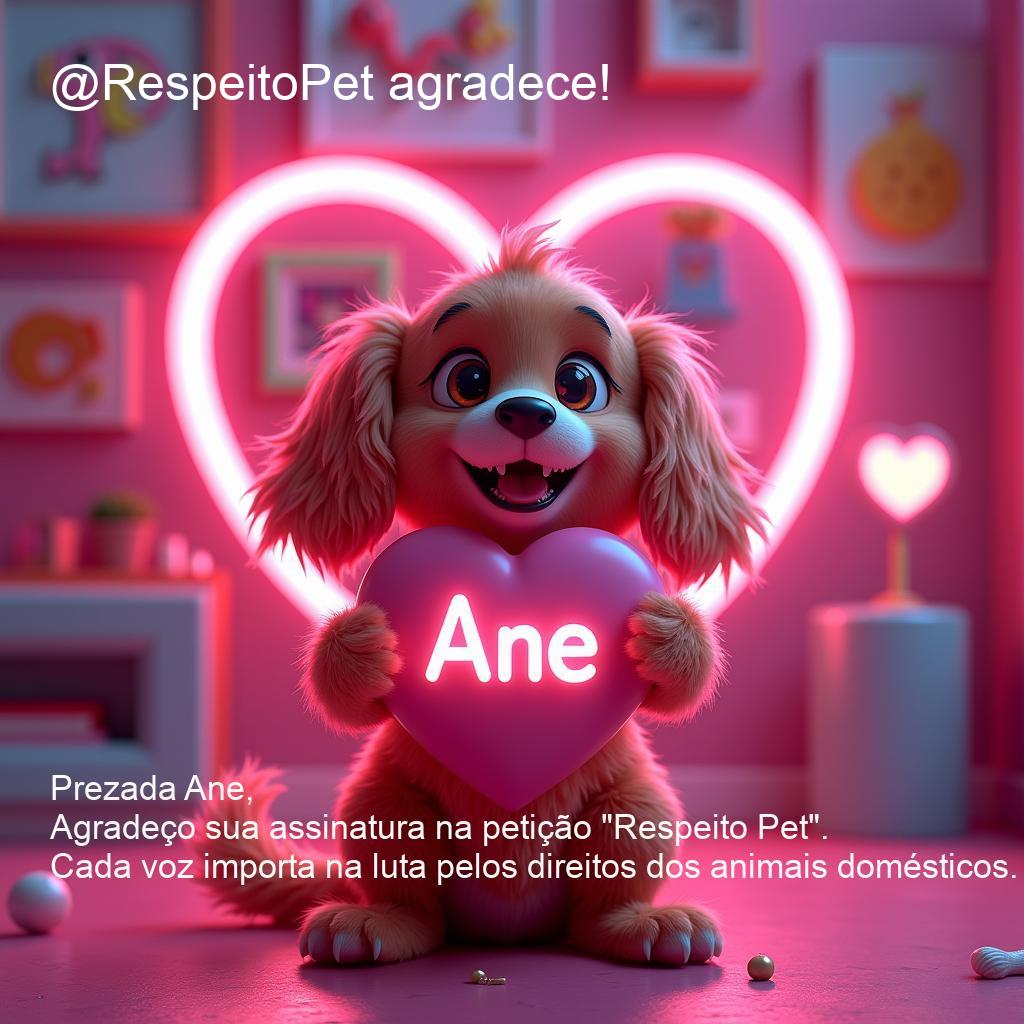 @RespeitoPet agradece!
Ane
Prezada Ane,
Agradeço sua assinatura na petição "Respeito Pet".
Cada voz importa na luta pelos direitos dos animais domésticos.